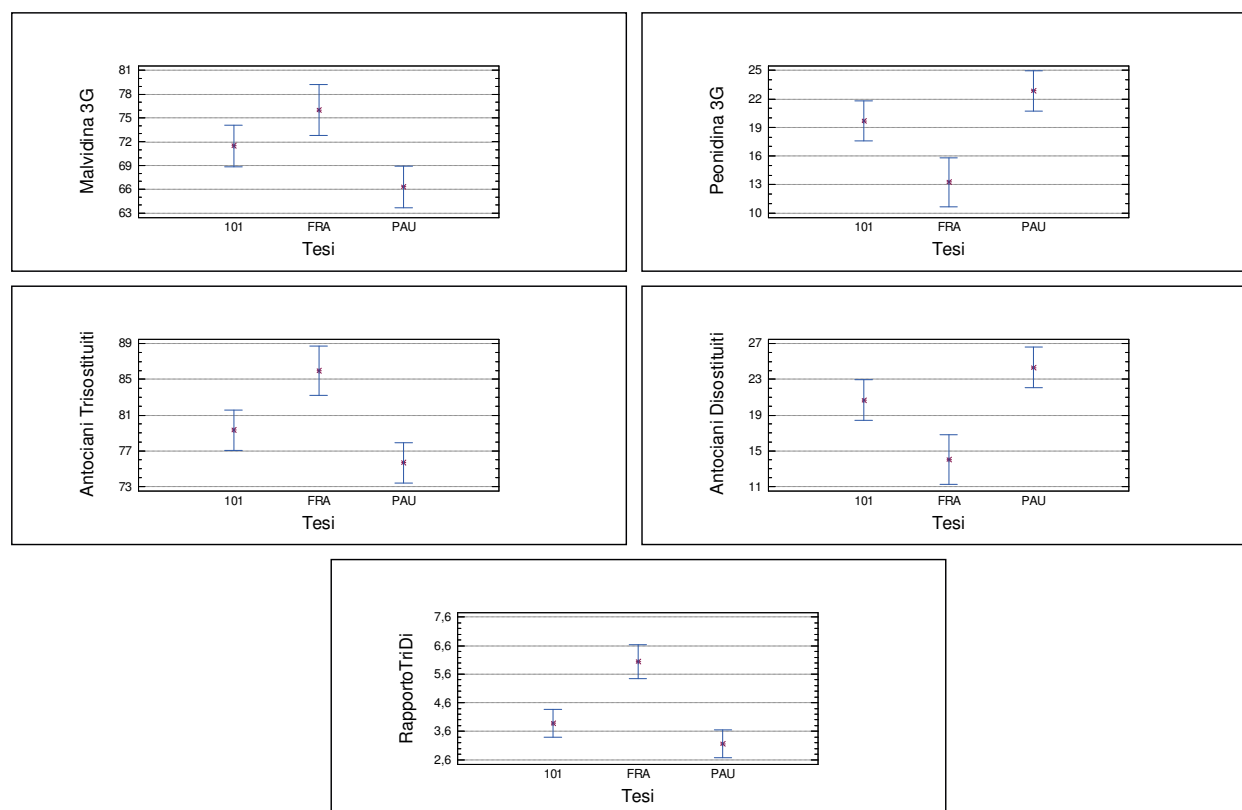 Malvidina 3G
81
78
75
72
69
66
63
101 FRA PAU
Tesi
Peonidina 3G
25
22
19
16
13
10
101 FRA PAU
Tesi
Antociani Trisostituiti
89
85
81
77
73
101 FRA PAU
Tesi
Antociani Disostituiti
27
23
19
15
11
101 FRA PAU
Tesi
RapportoTriDi
7,6
6,6
5,6
4,6
3,6
2,6
101 FRA PAU
Tesi